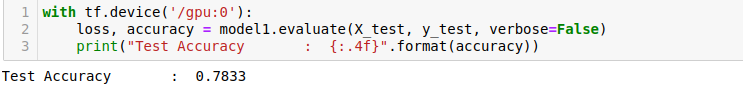 1 with tf.device('/gpu:0'):
2     loss, accuracy = model1.evaluate(X_test, y_test, verbose=False)
3     print("Test Accuracy      :  {:.4f}".format(accuracy))
Test Accuracy      :  0.7833